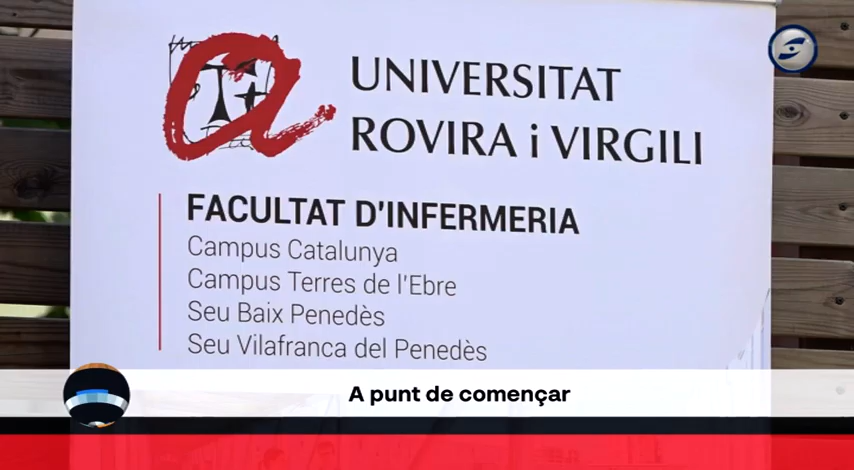 UNIVERSITAT
ROVIRA i VIRGILI
FACULTAT D'INFERMERIA
Campus Catalunya
Campus Terres de l'Ebre
Seu Baix Penedès
Seu Vilafranca del Penedès
A punt de començar